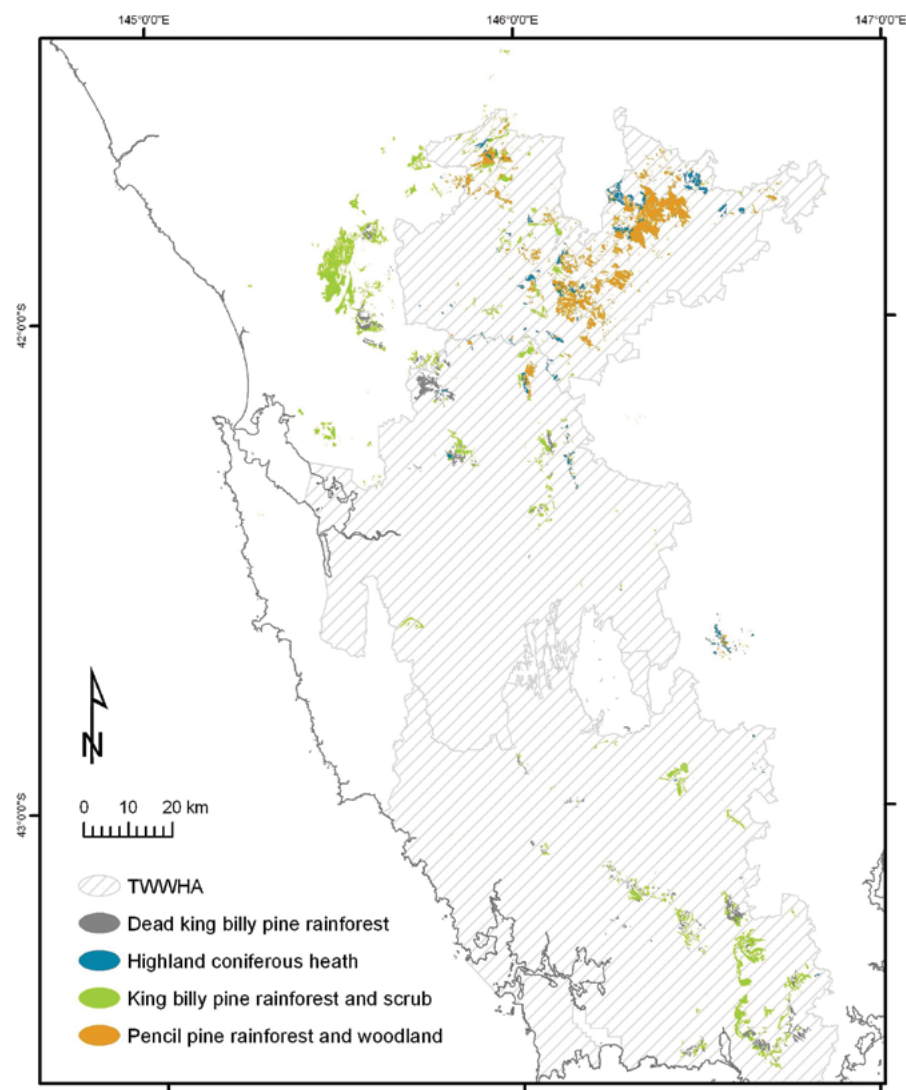 145°0'0"E 146°0'0"E 147°0'0"E
42°0'0"S
43°0'0"S
N
0 10 20 km
TWWHA
Dead king billy pine rainforest
Highland coniferous heath
King billy pine rainforest and scrub
Pencil pine rainforest and woodland